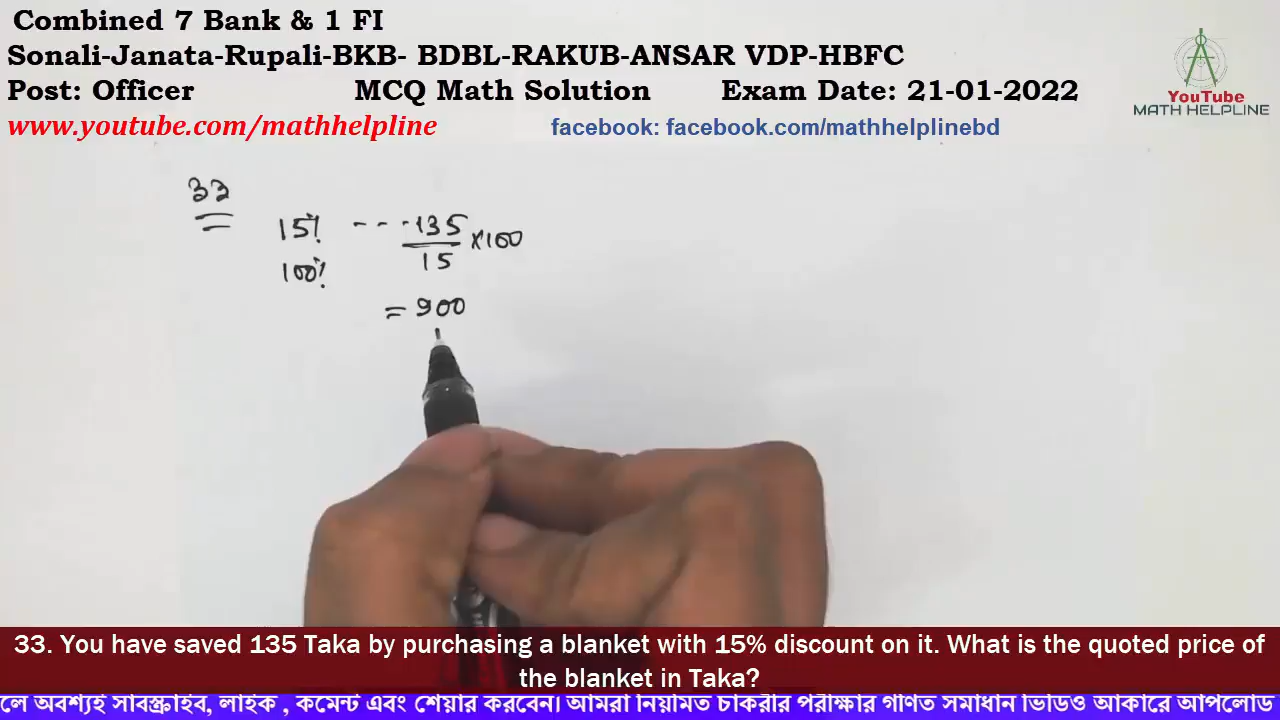 Combined 7 Bank & 1 FI
Sonali-Janata-Rupali-BKB- BDBL-RAKUB-ANSAR VDP-HBFC
Post: Officer MCQ Math Solution Exam Date: 21-01-2022
www.youtube.com/mathhelpline facebook: facebook.com/mathhelplinebd
YouTube
MATH HELPLINE
33
15% - - - 135/15 ×100
100%
= 900
33. You have saved 135 Taka by purchasing a blanket with 15% discount on it. What is the quoted price of
the blanket in Taka?
লে অবশ্যই সাবস্ক্রাইব, লাইক , কমেন্ট এবং শেয়ার করবেন। আমরা নিয়মিত চাকরীর পরীক্ষার গণিত সমাধান ভিডিও আকারে আপলোড